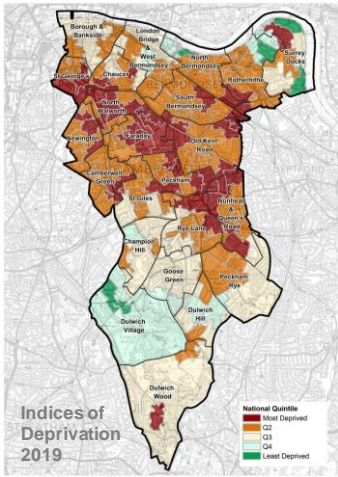 Borough &
Bankside
London
Bridge
&
West
Bermondsey
North
Bermondsey
Surrey
Docks
St George's
Chaucer
Rotherhithe
North
Walworth
South
Bermondsey
Newington
Faraday
Old Kent
Road
Camberwell
Green
Peckham
St Giles
Nunhead
&
Queen's
Road
Rye Lane
Champion
Hill
Goose
Green
Peckham
Rye
Dulwich
Village
Dulwich
Hill
Dulwich
Wood
Indices of
Deprivation
2019
National Quintile
Most Deprived
Q2
Q3
Q4
Least Deprived